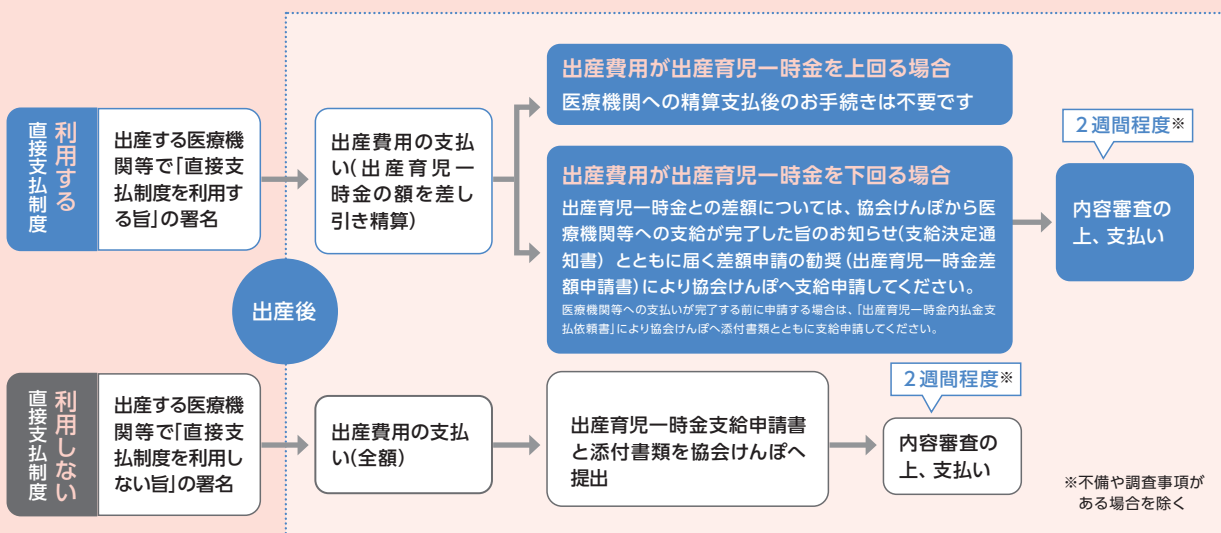 直接支払制度
利用する
出産する医療機
関等で「直接支
払制度を利用す
る旨」の署名
出産費用の支払
い(出産育児一
時金の額を差し
引き精算)
出産費用が出産育児一時金を上回る場合
医療機関への精算支払後のお手続きは不要です
出産費用が出産育児一時金を下回る場合
出産育児一時金との差額については、協会けんぽから医
療機関等への支給が完了した旨のお知らせ(支給決定通
知書) とともに届く差額申請の勧奨(出産育児一時金差
額申請書)により協会けんぽへ支給申請してください。
医療機関等への支払いが完了する前に申請する場合は、「出産育児一時金内払金支
払依頼書」により協会けんぽへ添付書類とともに支給申請してください。
2週間程度※
内容審査の
上、支払い
出産後
直接支払制度
利用しない
出産する医療機
関等で「直接支
払制度を利用し
ない旨」の署名
出産費用の支払
い(全額)
出産育児一時金支給申請書
と添付書類を協会けんぽへ
提出
2週間程度※
内容審査の
上、支払い
※不備や調査事項が
ある場合を除く